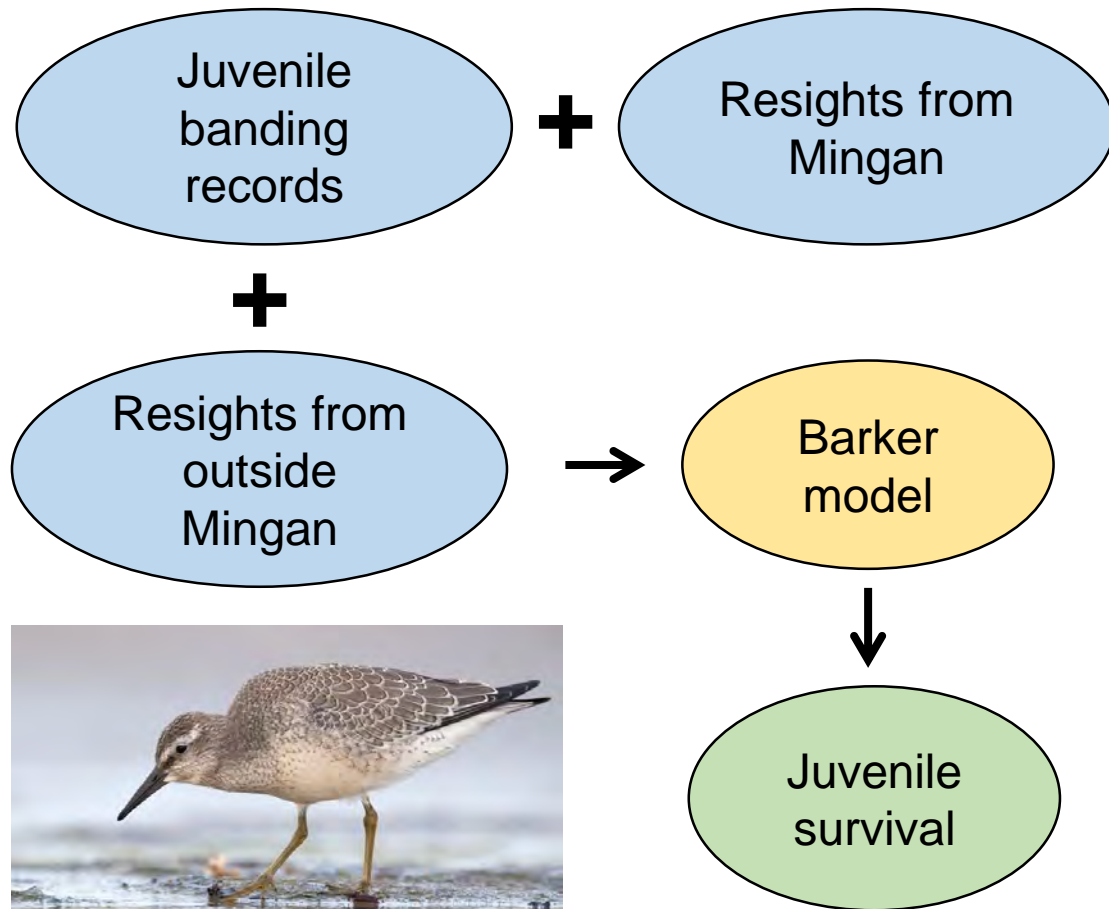 Juvenile
banding
records
+
Resights from
Mingan
+
Resights from
outside
Mingan
Barker
model
Juvenile
survival